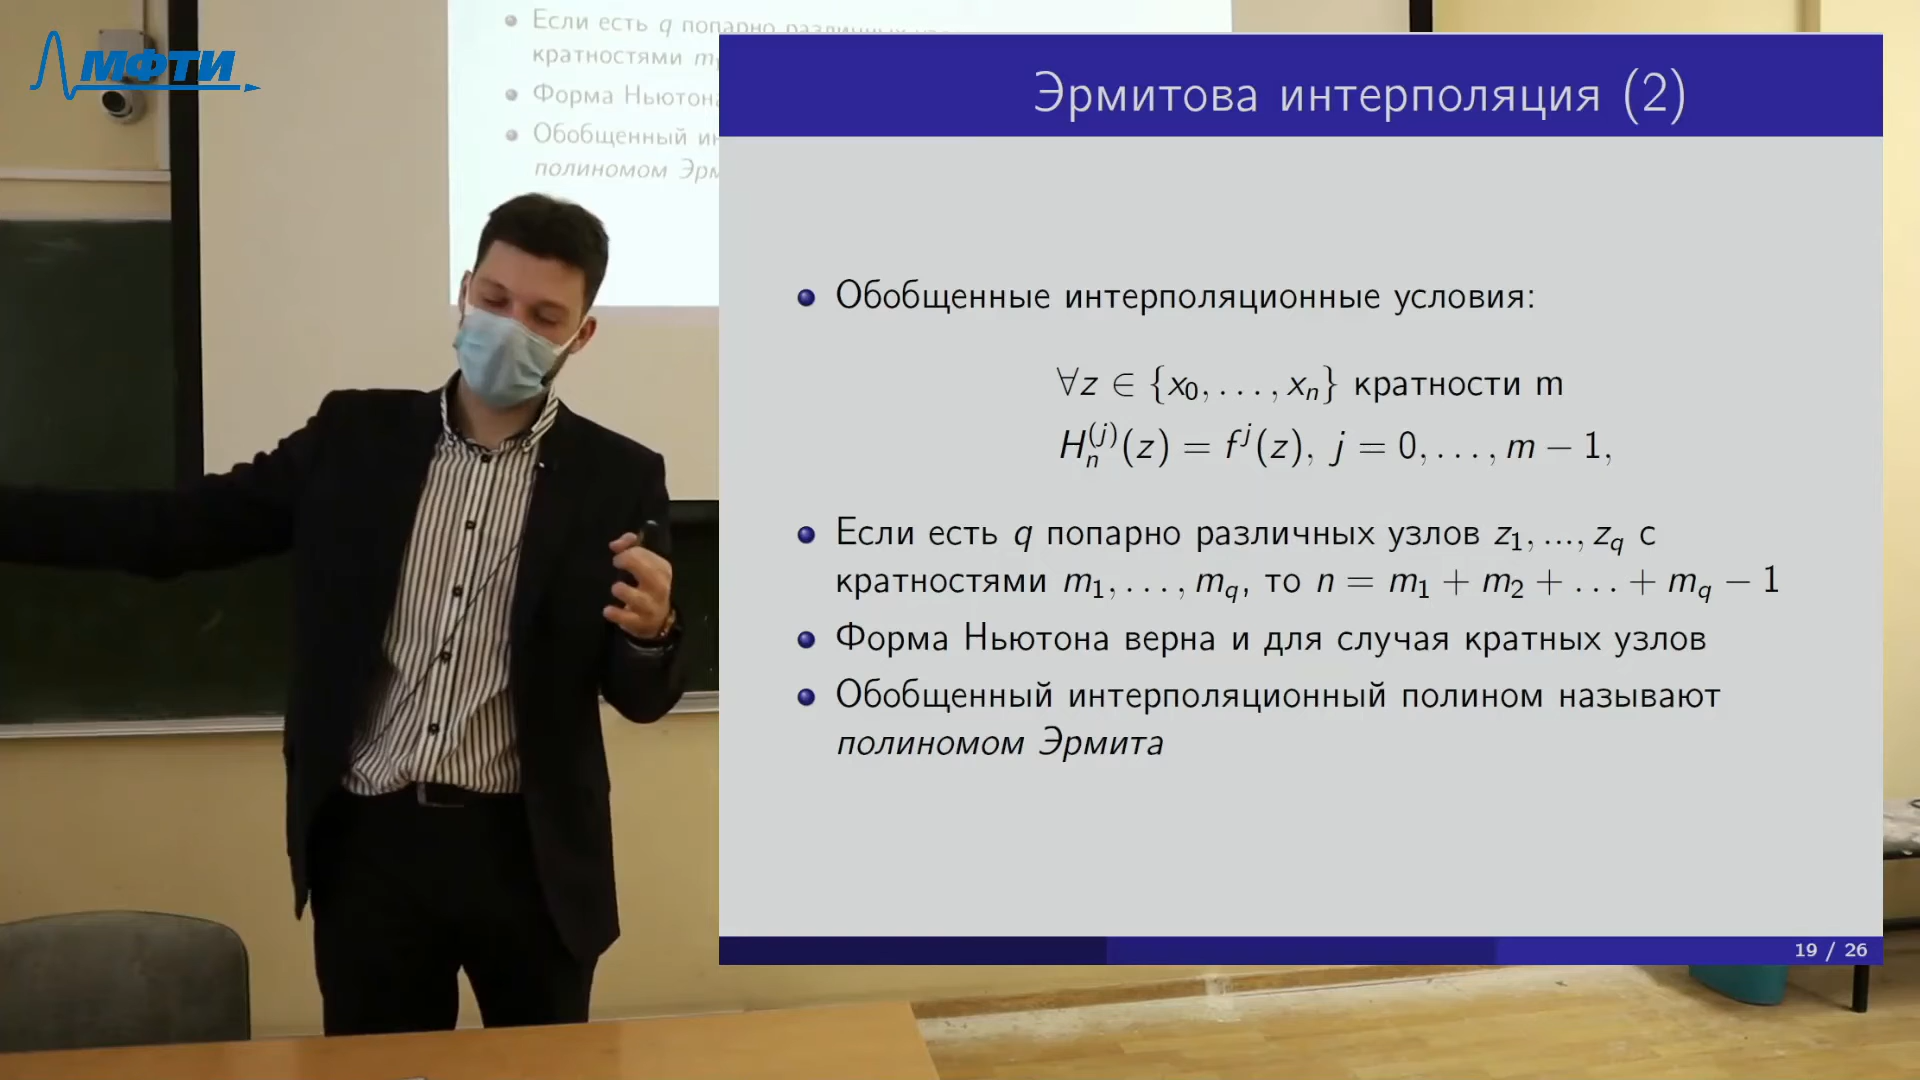 МФТИ
Если есть q попарно
кратностями
Форма Ньютона
Обобщенный
полиномом
Эрмитова интерполяция (2)
Обобщенные интерполяционные условия:
∀z ∈ {x₀, . . . , xₙ} кратности m
Hₙ⁽ʲ⁾(z) = fʲ(z), j = 0, . . . , m − 1,
Если есть q попарно различных узлов z₁, ..., z_q с
кратностями m₁, . . . , m_q, то n = m₁ + m₂ + . . . + m_q − 1
Форма Ньютона верна и для случая кратных узлов
Обобщенный интерполяционный полином называют
полиномом Эрмита
19 / 26